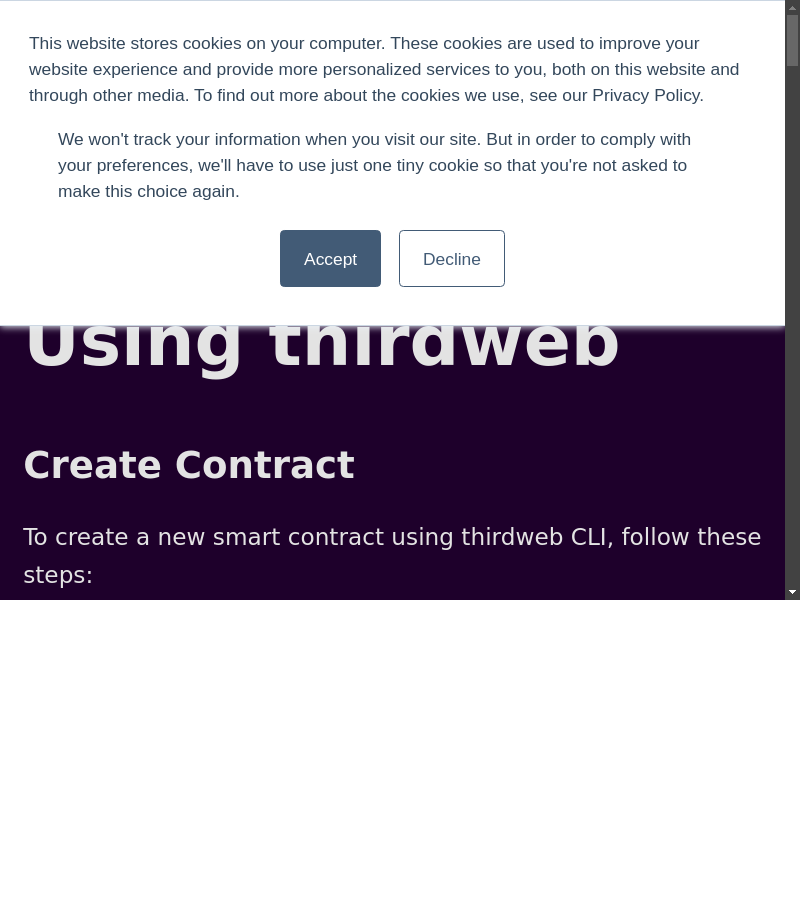 This website stores cookies on your computer. These cookies are used to improve your
website experience and provide more personalized services to you, both on this website and
through other media. To find out more about the cookies we use, see our Privacy Policy.
We won't track your information when you visit our site. But in order to comply with
your preferences, we'll have to use just one tiny cookie so that you're not asked to
make this choice again.
Accept Decline
Using thirdweb
Create Contract
To create a new smart contract using thirdweb CLI, follow these
steps: